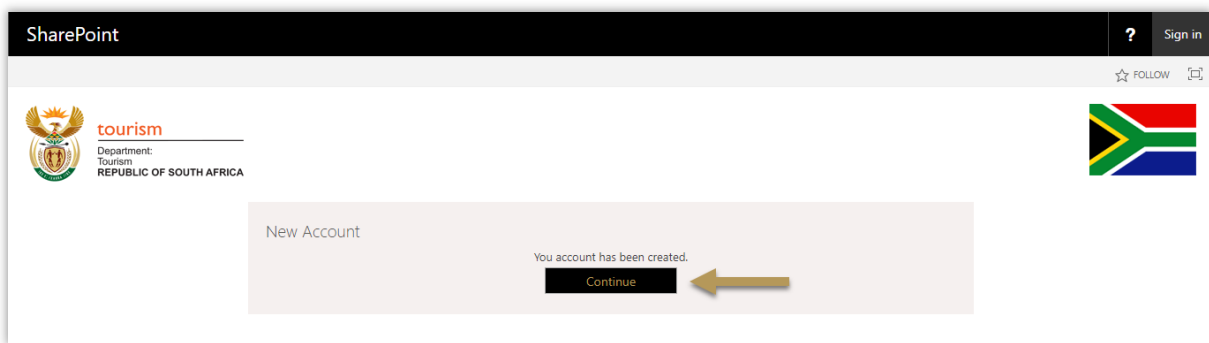 SharePoint
? Sign in
FOLLOW
tourism
Department:
Tourism
REPUBLIC OF SOUTH AFRICA
New Account
You account has been created.
Continue